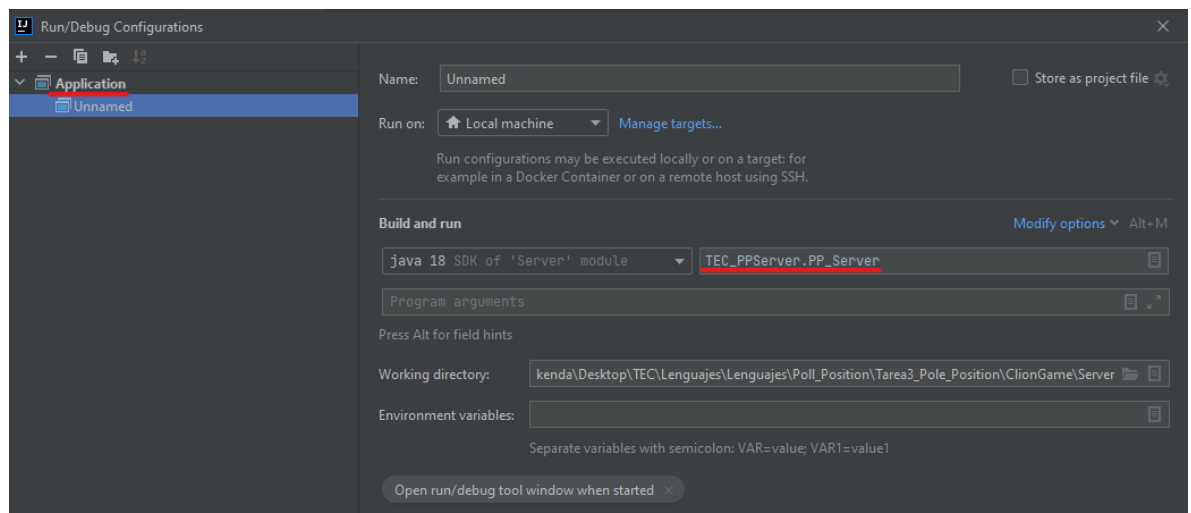 Run/Debug Configurations
Application
Unnamed
Name: Unnamed Store as project file
Run on: Local machine Manage targets...
Run configurations may be executed locally or on a target: for
example in a Docker Container or on a remote host using SSH.
Build and run Modify options Alt+M
java 18 SDK of 'Server' module TEC_PPServer.PP_Server
Program arguments
Press Alt for field hints
Working directory: kenda\Desktop\TEC\Lenguajes\Lenguajes\Poll_Position\Tarea3_Pole_Position\ClionGame\Server
Environment variables:
Separate variables with semicolon: VAR=value; VAR1=value1
Open run/debug tool window when started